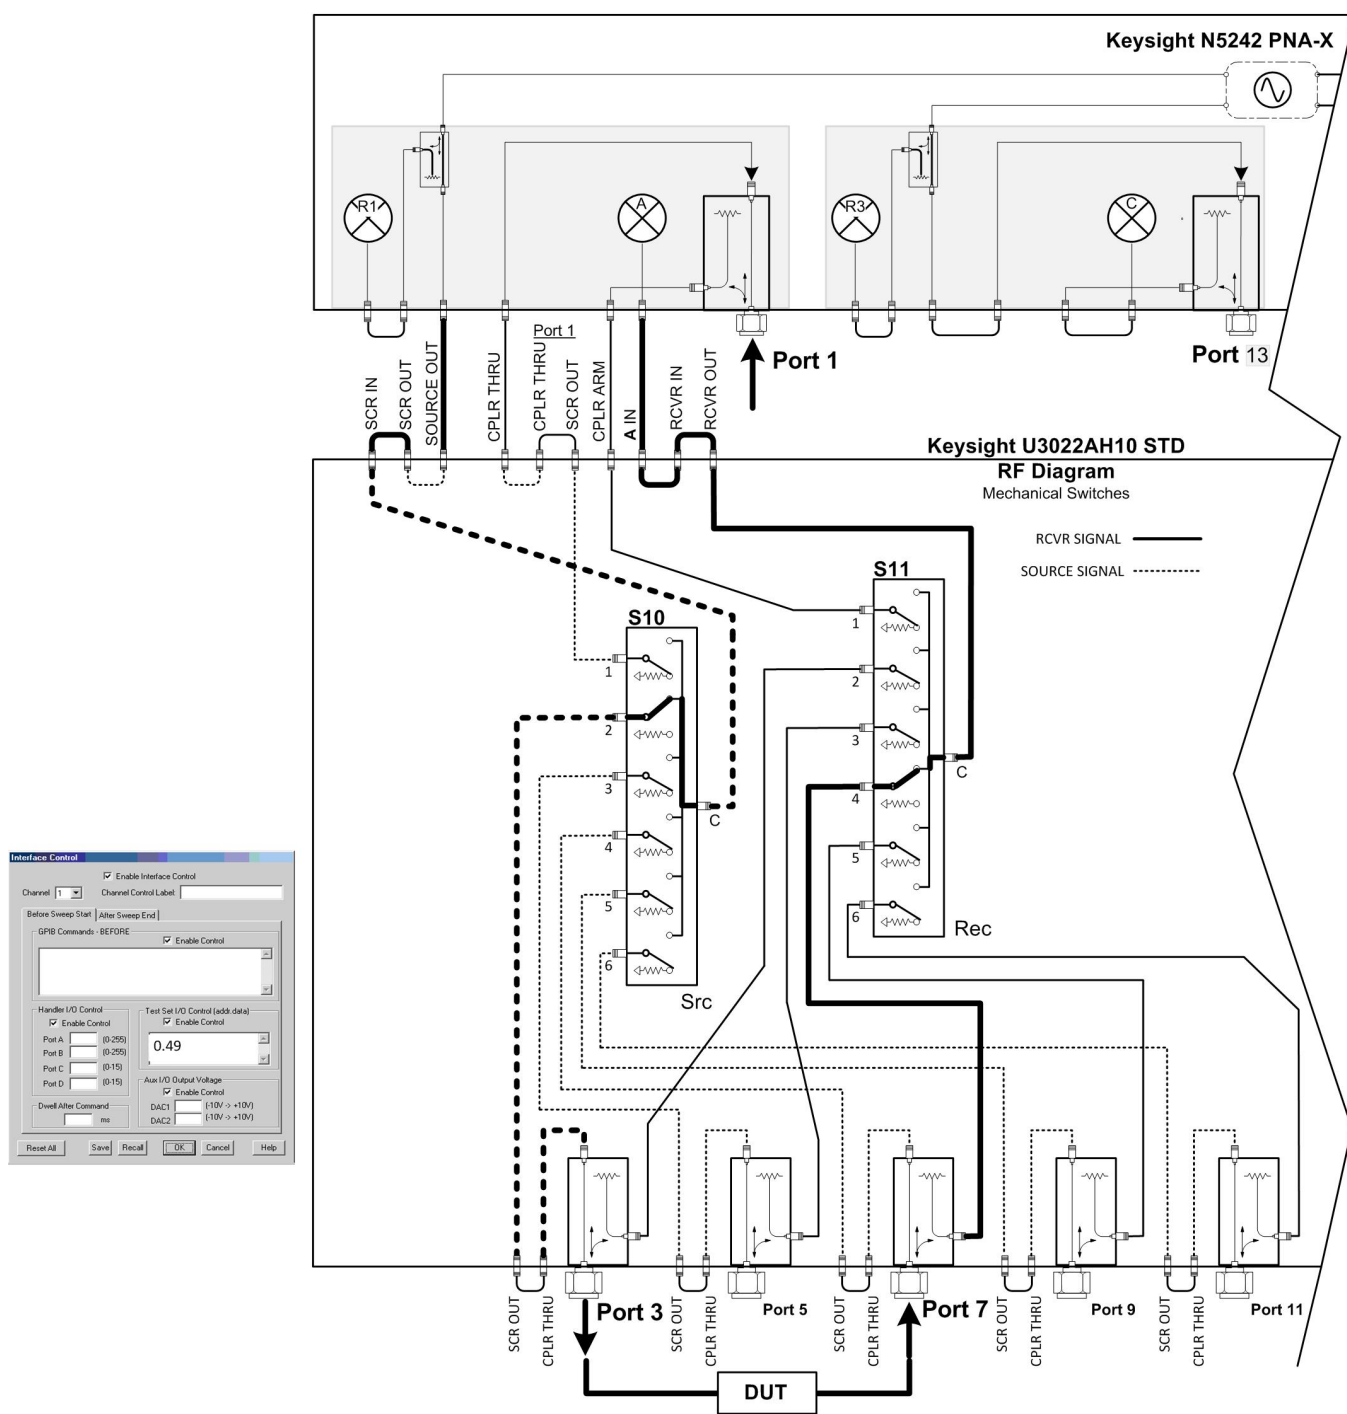 Keysight N5242 PNA-X
R1
A
R3
C
Port 1
Port 1
Port 13
SCR IN
SCR OUT
SOURCE OUT
CPLR THRU
CPLR THRU
SCR OUT
CPLR ARM
A IN
RCVR IN
RCVR OUT
Keysight U3022AH10 STD
RF Diagram
Mechanical Switches
RCVR SIGNAL
SOURCE SIGNAL
S11
1
2
3
4
5
6
C
Rec
S10
1
2
3
4
5
6
C
Src
Interface Control
Enable Interface Control
Channel 1 Channel Control Label:
Before Sweep Start After Sweep End
GPIB Commands - BEFORE
Enable Control
Handler I/O Control
Enable Control
Port A (0-255)
Port B (0-255)
Port C (0-15)
Port D (0-15)
Test Set I/O Control (addr.data)
Enable Control
0.49
Aux I/O Output Voltage
Enable Control
DAC1 (-10V -> +10V)
DAC2 (-10V -> +10V)
Dwell After Command
ms
Reset All Save Recall OK Cancel Help
SCR OUT
CPLR THRU
Port 3
SCR OUT
CPLR THRU
Port 5
SCR OUT
CPLR THRU
Port 7
SCR OUT
CPLR THRU
Port 9
SCR OUT
CPLR THRU
Port 11
DUT